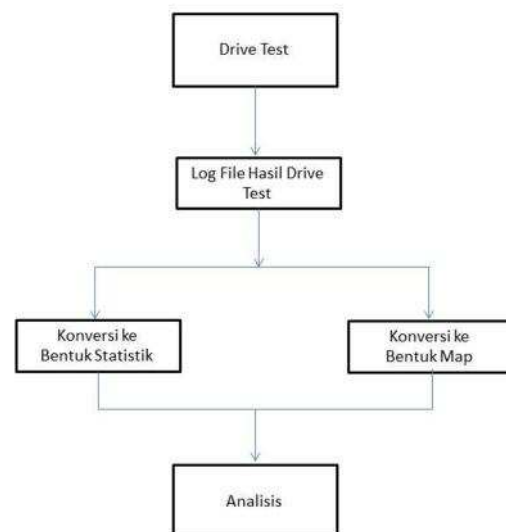 Drive Test
Log File Hasil Drive
Test
Konversi ke
Bentuk Statistik
Konversi ke
Bentuk Map
Analisis